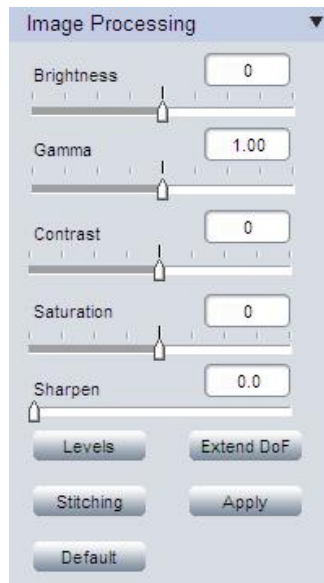 Image Processing
Brightness 0
Gamma 1.00
Contrast 0
Saturation 0
Sharpen 0.0
Levels Extend DoF
Stitching Apply
Default